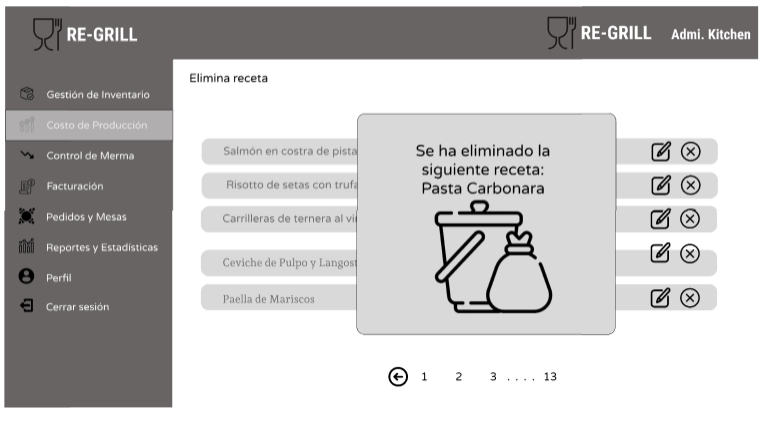 RE-GRILL
RE-GRILL Admi. Kitchen
Gestión de Inventario
Costo de Producción
Control de Merma
Facturación
Pedidos y Mesas
Reportes y Estadísticas
Perfil
Cerrar sesión
Elimina receta
Salmón en costra de pista
Risotto de setas con trufa
Carrilleras de ternera al vi
Ceviche de Pulpo y Langost
Paella de Mariscos
Se ha eliminado la
siguiente receta:
Pasta Carbonara
1 2 3 .... 13